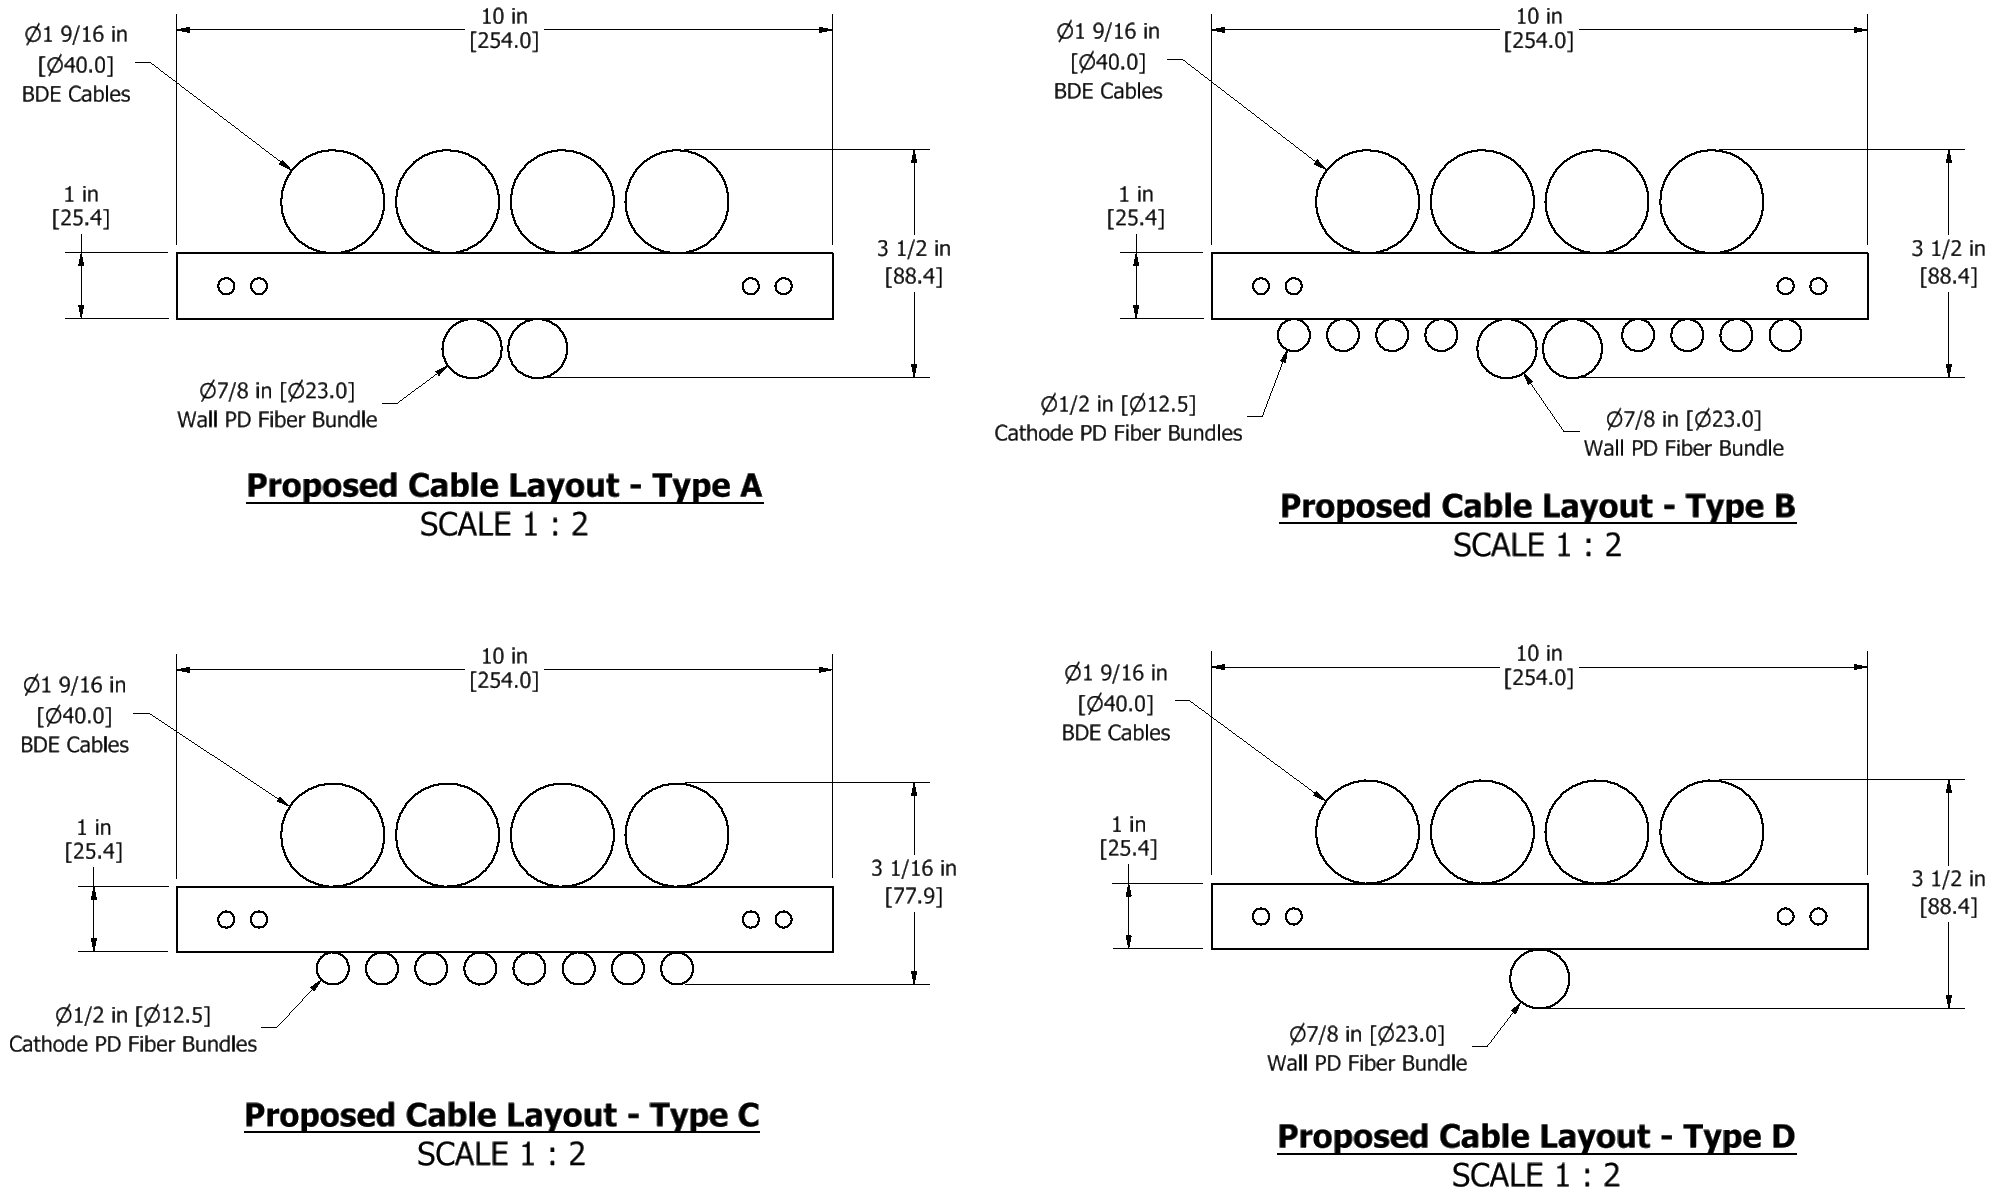 10 in
[254.0]
Ø1 9/16 in
[Ø40.0]
BDE Cables
1 in
[25.4]
3 1/2 in
[88.4]
Ø7/8 in [Ø23.0]
Wall PD Fiber Bundle
Proposed Cable Layout - Type A
SCALE 1 : 2
10 in
[254.0]
Ø1 9/16 in
[Ø40.0]
BDE Cables
1 in
[25.4]
3 1/2 in
[88.4]
Ø1/2 in [Ø12.5]
Cathode PD Fiber Bundles
Ø7/8 in [Ø23.0]
Wall PD Fiber Bundle
Proposed Cable Layout - Type B
SCALE 1 : 2
10 in
[254.0]
Ø1 9/16 in
[Ø40.0]
BDE Cables
1 in
[25.4]
3 1/16 in
[77.9]
Ø1/2 in [Ø12.5]
Cathode PD Fiber Bundles
Proposed Cable Layout - Type C
SCALE 1 : 2
10 in
[254.0]
Ø1 9/16 in
[Ø40.0]
BDE Cables
1 in
[25.4]
3 1/2 in
[88.4]
Ø7/8 in [Ø23.0]
Wall PD Fiber Bundle
Proposed Cable Layout - Type D
SCALE 1 : 2